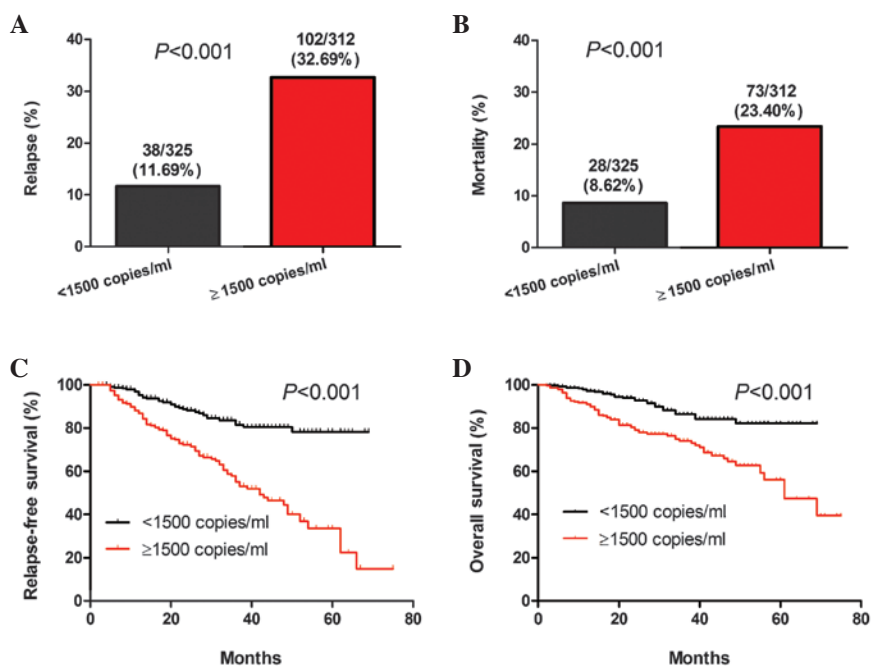 A
P<0.001
Relapse (%)
40
30
20
10
0
38/325
(11.69%)
102/312
(32.69%)
<1500 copies/ml
≥ 1500 copies/ml
B
P<0.001
Mortality (%)
40
30
20
10
0
28/325
(8.62%)
73/312
(23.40%)
<1500 copies/ml
≥ 1500 copies/ml
C
P<0.001
Relapse-free survival (%)
100
80
60
40
20
0
<1500 copies/ml
≥1500 copies/ml
0 20 40 60 80
Months
D
P<0.001
Overall survival (%)
100
80
60
40
20
0
<1500 copies/ml
≥1500 copies/ml
0 20 40 60 80
Months